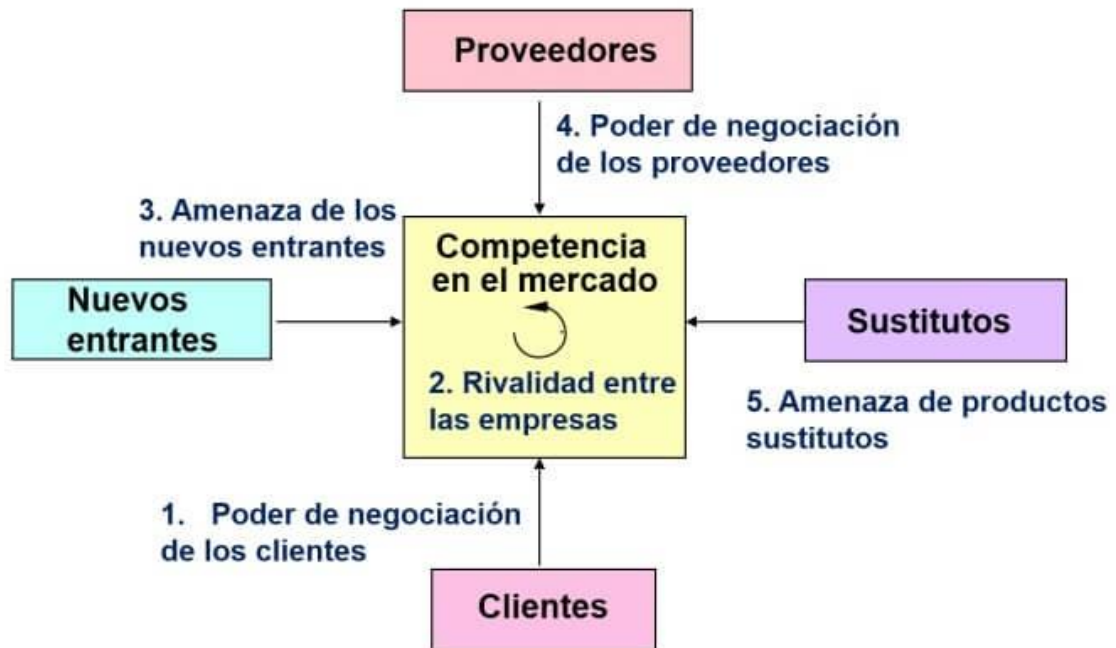 Proveedores
4. Poder de negociación
de los proveedores
3. Amenaza de los
nuevos entrantes
Competencia
en el mercado
Nuevos
entrantes
Sustitutos
2. Rivalidad entre
las empresas
5. Amenaza de productos
sustitutos
1. Poder de negociación
de los clientes
Clientes